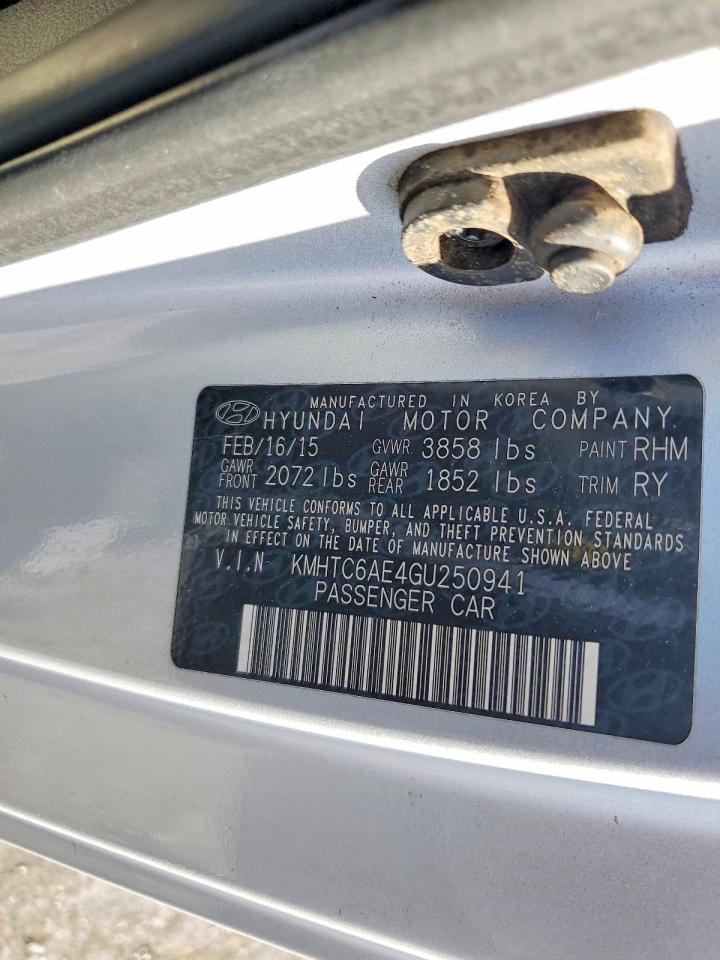 MANUFACTURED IN KOREA BY
HYUNDAI MOTOR COMPANY.
FEB/16/15 GVWR 3858 lbs PAINT RHM
GAWR FRONT 2072 lbs GAWR REAR 1852 lbs TRIM RY
THIS VEHICLE CONFORMS TO ALL APPLICABLE U.S.A. FEDERAL
MOTOR VEHICLE SAFETY, BUMPER, AND THEFT PREVENTION STANDARDS
IN EFFECT ON THE DATE OF MANUFACTURE SHOWN ABOVE
V.I.N KMHTC6AE4GU250941
PASSENGER CAR